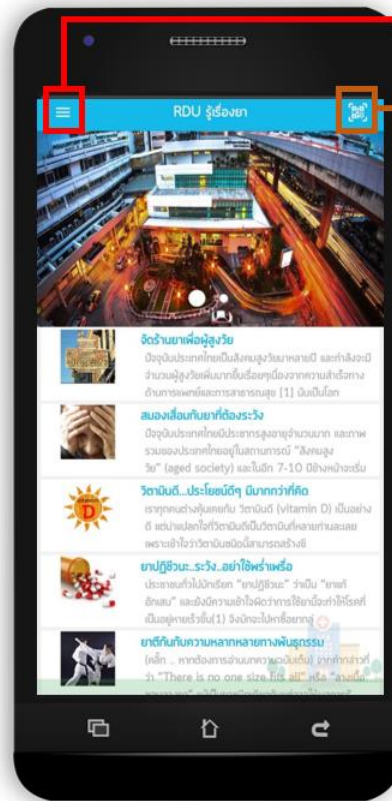 RDU รู้เรื่องยา
จัดร้านยาเพื่อผู้สูงวัย
ปัจจุบันประเทศไทยเป็นสังคมสูงวัยมาหลายปี และกำลังจะมี
จำนวนผู้สูงวัยเพิ่มมากขึ้นเรื่อยๆเนื่องจากความสำเร็จทาง
ด้านการแพทย์และการสาธารณสุข [1] นับเป็นโลก
สมองเสื่อมกับยาที่ต้องระวัง
ปัจจุบันประเทศไทยมีประชากรสูงอายุจำนวนมาก และภาพ
รวมของประเทศไทยอยู่ในสถานการณ์ "สังคมสูง
วัย" (aged society) และในอีก 7-10 ปีข้างหน้าจะเริ่ม
วิตามินดี...ประโยชน์ดีๆ มีมากกว่าที่คิด
เราทุกคนต่างคุ้นเคยกับ วิตามินดี (vitamin D) เป็นอย่าง
ดี แต่น่าแปลกใจที่วิตามินดีเป็นวิตามินที่หลายท่านละเลย
เพราะเข้าใจว่าวิตามินชนิดนี้สามารถสร้างขึ
D
ยาปฏิชีวนะ..ระวัง..อย่าใช้พร่ำเพรื่อ
ประชาชนทั่วไปมักเรียก "ยาปฏิชีวนะ" ว่าเป็น "ยาแก้
อักเสบ" และยังมีความเข้าใจผิดว่าการใช้ยานี้จะทำให้โรคที่
เป็นอยู่หายเร็วขึ้น(1) จึงมักจะไปหาซื้อยากลุ่
ยาตีกันกับความหลากหลายทางพันธุกรรม
(คลิ๊ก .. หากต้องการอ่านบทความฉบับเต็ม) จากคำกล่าวที่
ว่า "There is no one size fits all" หรือ